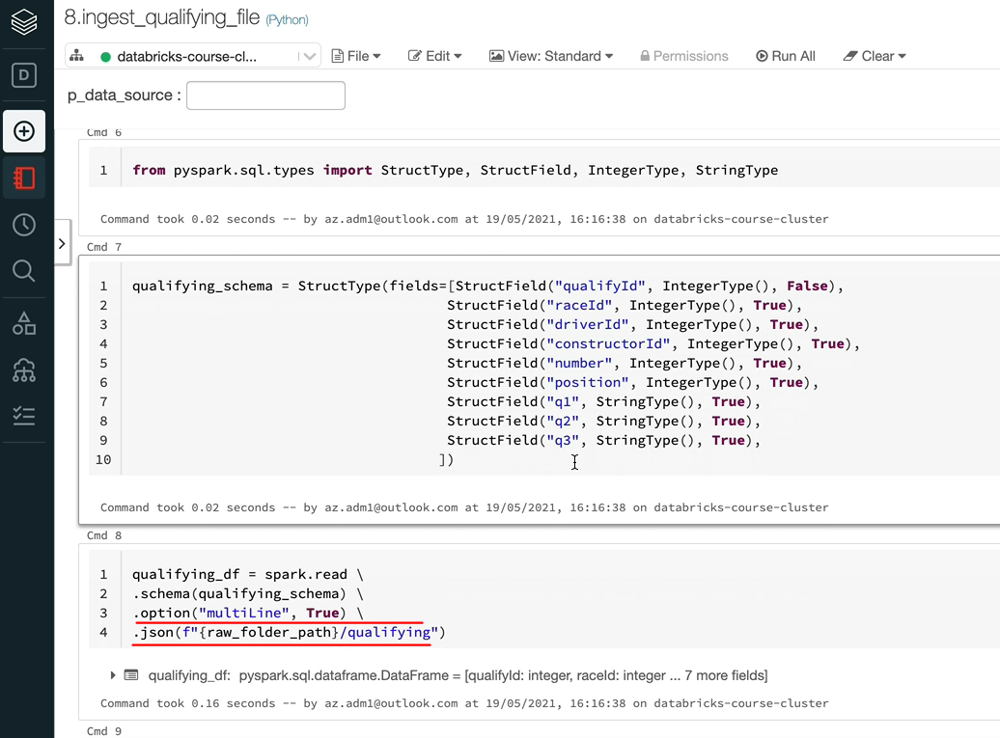 8.ingest_qualifying_file (Python)
databricks-course-cl... File Edit View: Standard Permissions Run All Clear
D
p_data_source :
Cmd 6
1 from pyspark.sql.types import StructType, StructField, IntegerType, StringType
Command took 0.02 seconds -- by az.adm1@outlook.com at 19/05/2021, 16:16:38 on databricks-course-cluster
Cmd 7
1 qualifying_schema = StructType(fields=[StructField("qualifyId", IntegerType(), False),
2 StructField("raceId", IntegerType(), True),
3 StructField("driverId", IntegerType(), True),
4 StructField("constructorId", IntegerType(), True),
5 StructField("number", IntegerType(), True),
6 StructField("position", IntegerType(), True),
7 StructField("q1", StringType(), True),
8 StructField("q2", StringType(), True),
9 StructField("q3", StringType(), True),
10 ])
Command took 0.02 seconds -- by az.adm1@outlook.com at 19/05/2021, 16:16:38 on databricks-course-cluster
Cmd 8
1 qualifying_df = spark.read \
2 .schema(qualifying_schema) \
3 .option("multiLine", True) \
4 .json(f"{raw_folder_path}/qualifying")
qualifying_df: pyspark.sql.dataframe.DataFrame = [qualifyId: integer, raceId: integer ... 7 more fields]
Command took 0.16 seconds -- by az.adm1@outlook.com at 19/05/2021, 16:16:38 on databricks-course-cluster
Cmd 9